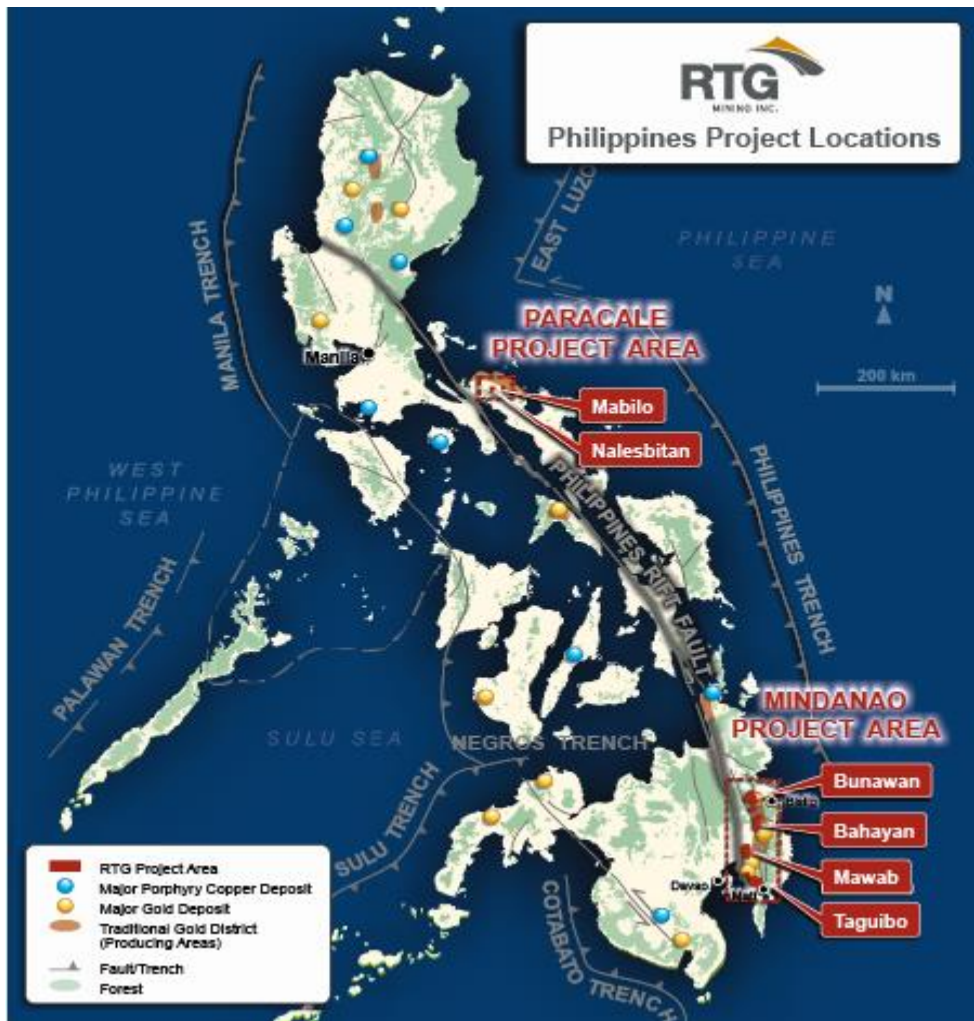 RTG
MINING INC.
Philippines Project Locations
MANILA TRENCH
EAST LUZO
PHILIPPINE
SEA
N
200 km
PARACALE
PROJECT AREA
Manila
Mabilo
Nalesbitan
WEST
PHILIPPINE
SEA
PHILIPPINES RIFT FAULT
PHILIPPINES TRENCH
PALAWAN TRENCH
SULU SEA
NEGROS TRENCH
MINDANAO
PROJECT AREA
Bunawan
Bahayan
Mawab
Taguibo
Davao
SULU TRENCH
COTABATO TRENCH
RTG Project Area
Major Porphyry Copper Deposit
Major Gold Deposit
Traditional Gold District
(Producing Areas)
Fault/Trench
Forest